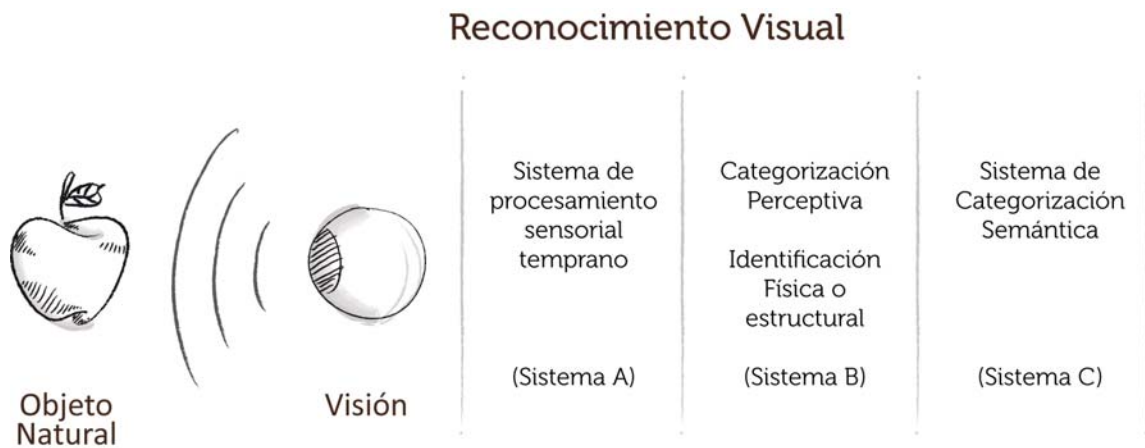 Reconocimiento Visual
Sistema de
procesamiento
sensorial
temprano
(Sistema A)
Categorización
Perceptiva
Identificación
Física o
estructural
(Sistema B)
Sistema de
Categorización
Semántica
(Sistema C)
Objeto
Natural
Visión